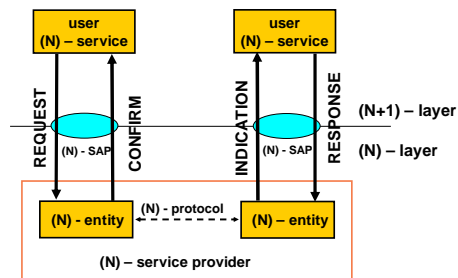 user
(N) – service
user
(N) – service
REQUEST
CONFIRM
INDICATION
RESPONSE
(N+1) – layer
(N) - SAP
(N) - SAP
(N) – layer
(N) - entity
(N) - protocol
(N) – entity
(N) – service provider